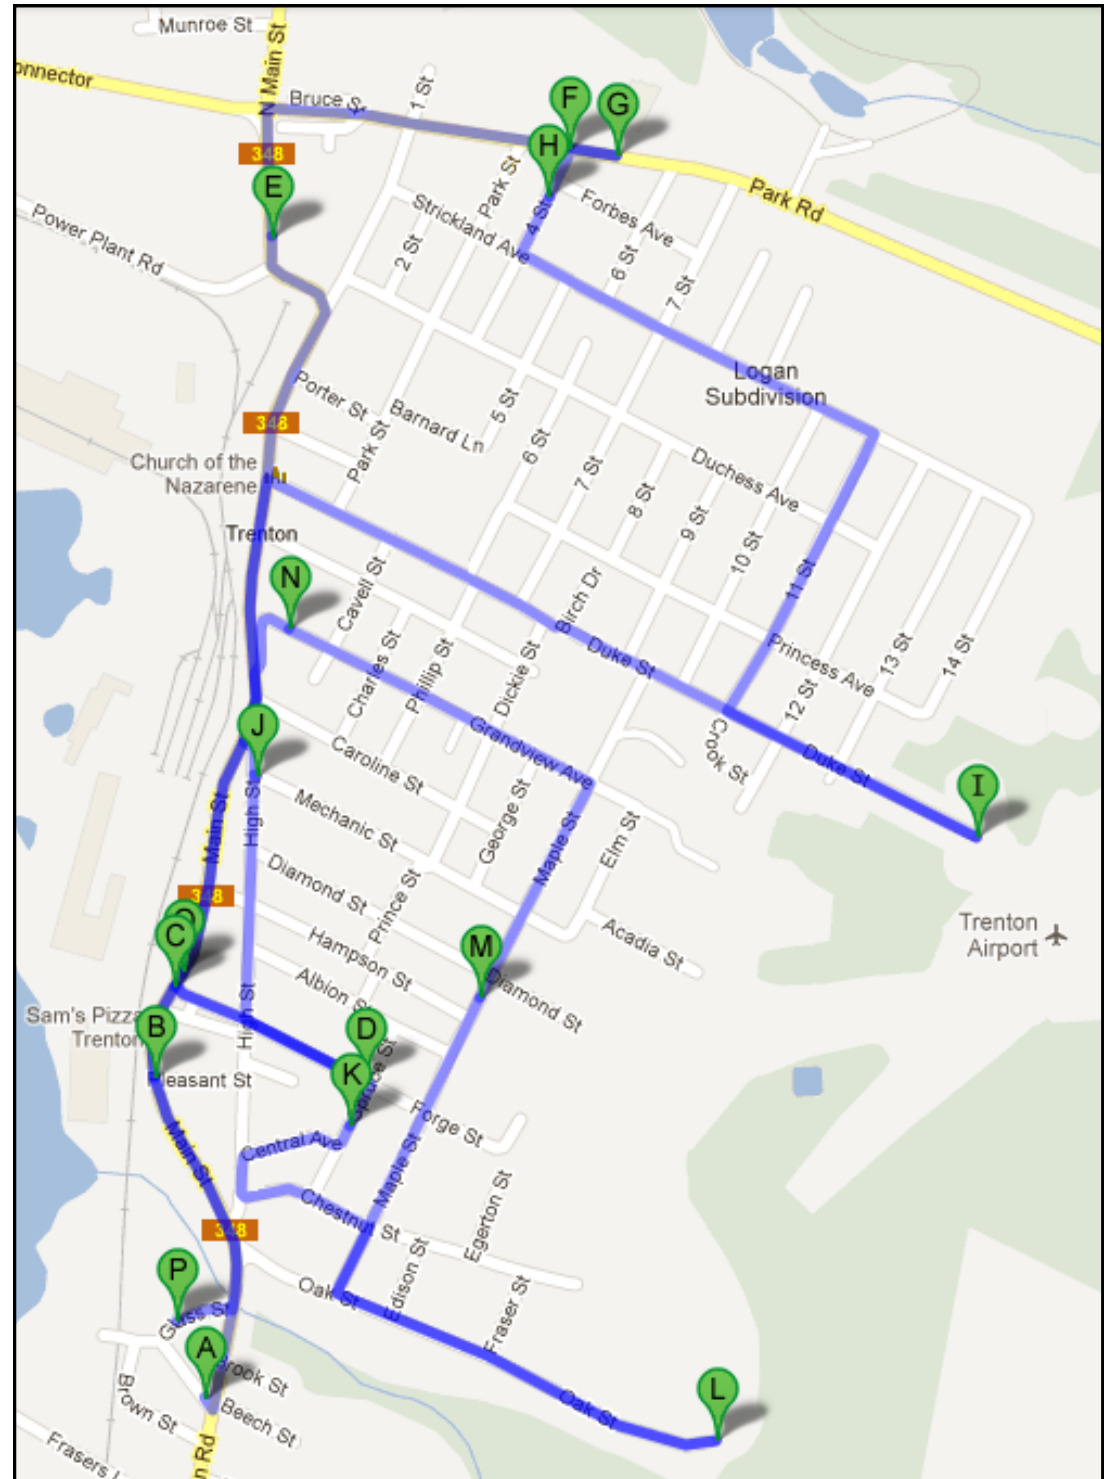 Munroe St
onnector
N Main St
Bruce St
1 St
F
G
H
348
E
Park St
4 St
Forbes Ave
Park Rd
Strickland Ave
Power Plant Rd
2 St
6 St
7 St
Logan
Subdivision
Porter St
Barnard Ln
5 St
348
Park St
6 St
Church of the
Nazarene
7 St
8 St
Duchess Ave
9 St
10 St
Trenton
11 St
N
Cavell St
Birch Dr
Charles St
Phillip St
Dickie St
Duke St
Princess Ave
12 St
13 St
14 St
J
Grandview Ave
Crook St
Duke St
I
Caroline St
High St
Main St
Mechanic St
George St
Maple St
Elm St
348
Diamond St
Prince St
O
C
Hampson St
M
Acadia St
Trenton
Airport
Albion St
Diamond St
Sam's Pizza
Trenton
B
High St
D
K
Pleasant St
Spruce St
Forge St
Main St
Central Ave
Maple St
Chestnut St
Egerton St
348
P
Oak St
Edison St
Fraser St
Glass St
A
Brook St
Brown St
Beech St
Oak St
L
n Rd
Frasers